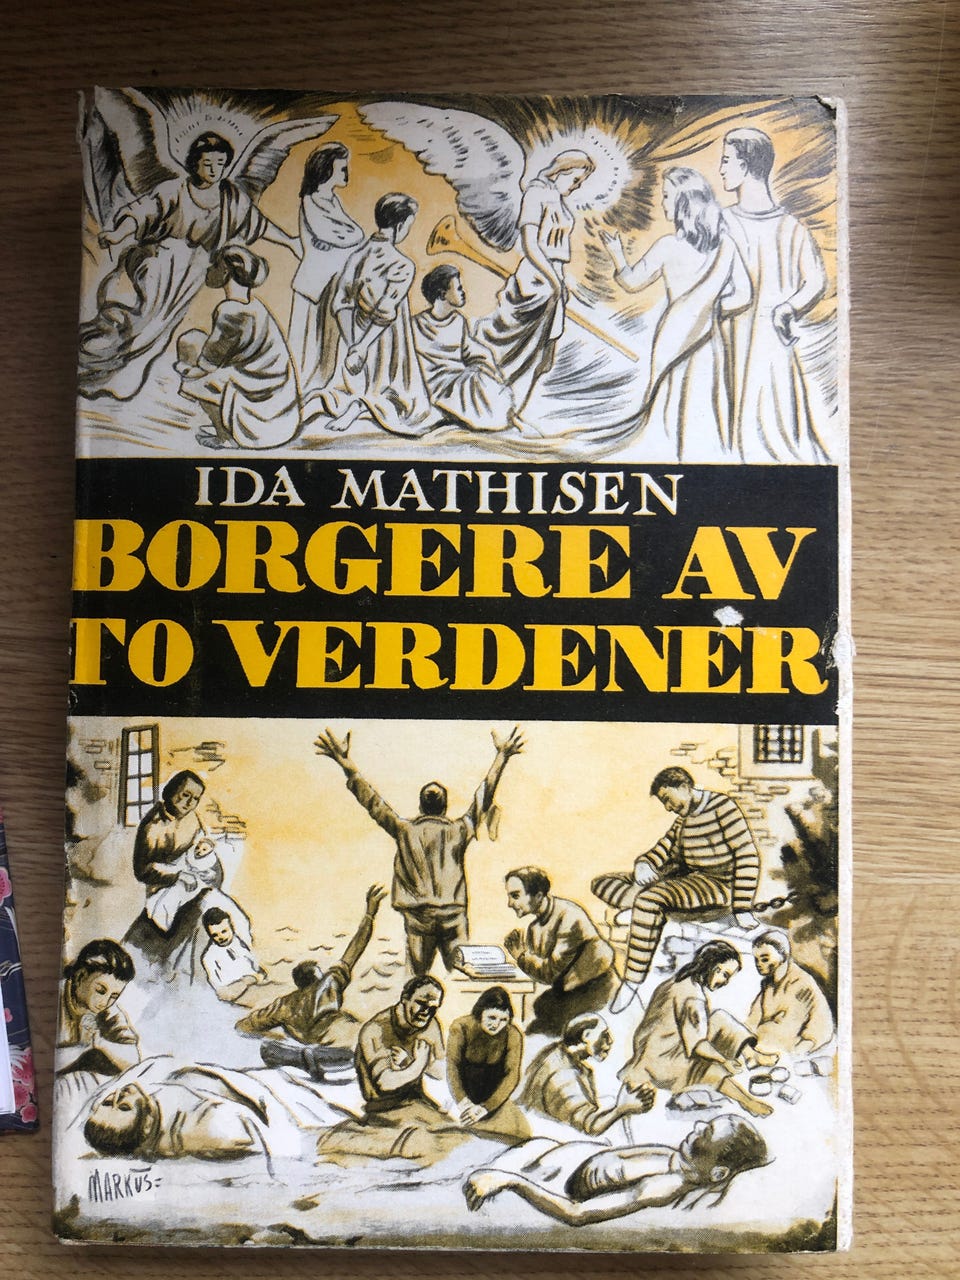 IDA MATHISEN
BORGERE AV
TO VERDENER
MARKUS=